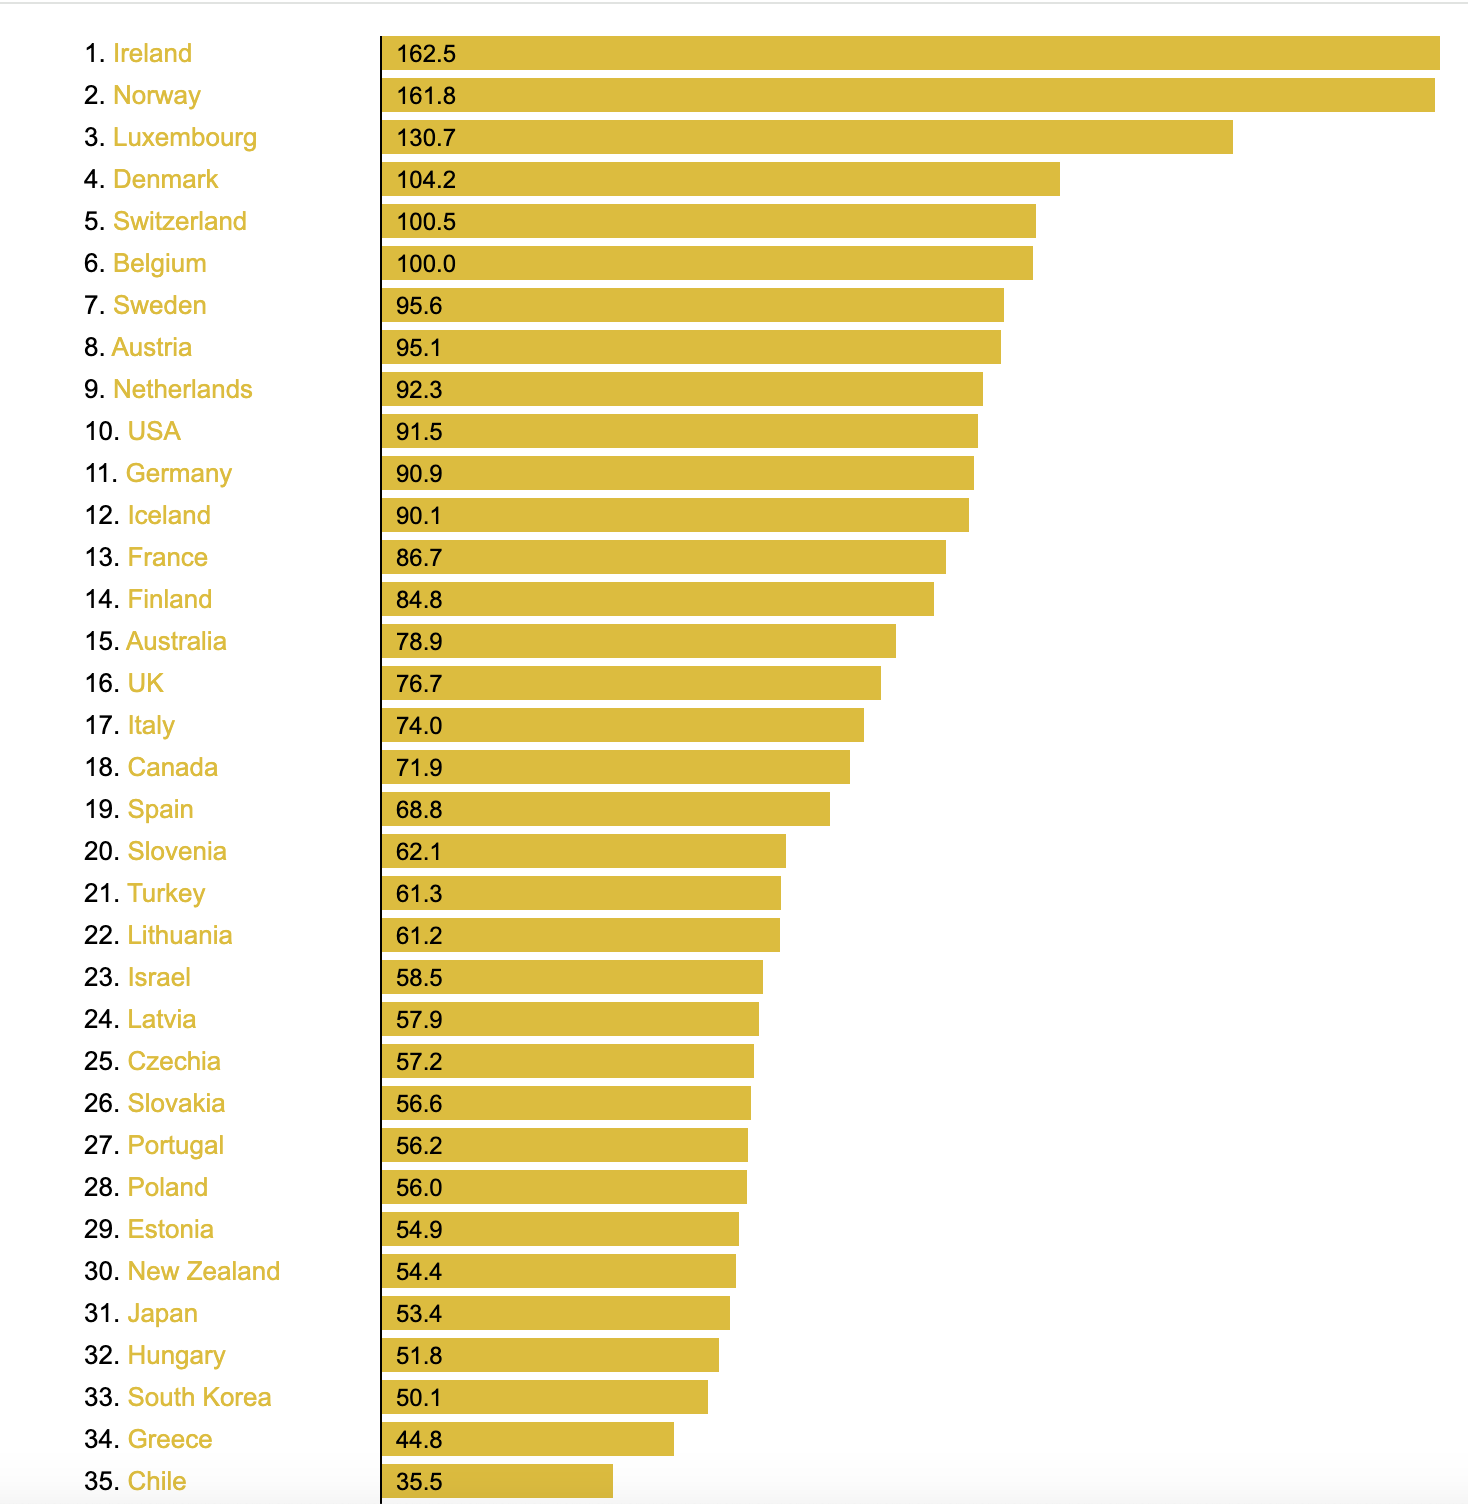 1. Ireland 162.5
2. Norway 161.8
3. Luxembourg 130.7
4. Denmark 104.2
5. Switzerland 100.5
6. Belgium 100.0
7. Sweden 95.6
8. Austria 95.1
9. Netherlands 92.3
10. USA 91.5
11. Germany 90.9
12. Iceland 90.1
13. France 86.7
14. Finland 84.8
15. Australia 78.9
16. UK 76.7
17. Italy 74.0
18. Canada 71.9
19. Spain 68.8
20. Slovenia 62.1
21. Turkey 61.3
22. Lithuania 61.2
23. Israel 58.5
24. Latvia 57.9
25. Czechia 57.2
26. Slovakia 56.6
27. Portugal 56.2
28. Poland 56.0
29. Estonia 54.9
30. New Zealand 54.4
31. Japan 53.4
32. Hungary 51.8
33. South Korea 50.1
34. Greece 44.8
35. Chile 35.5